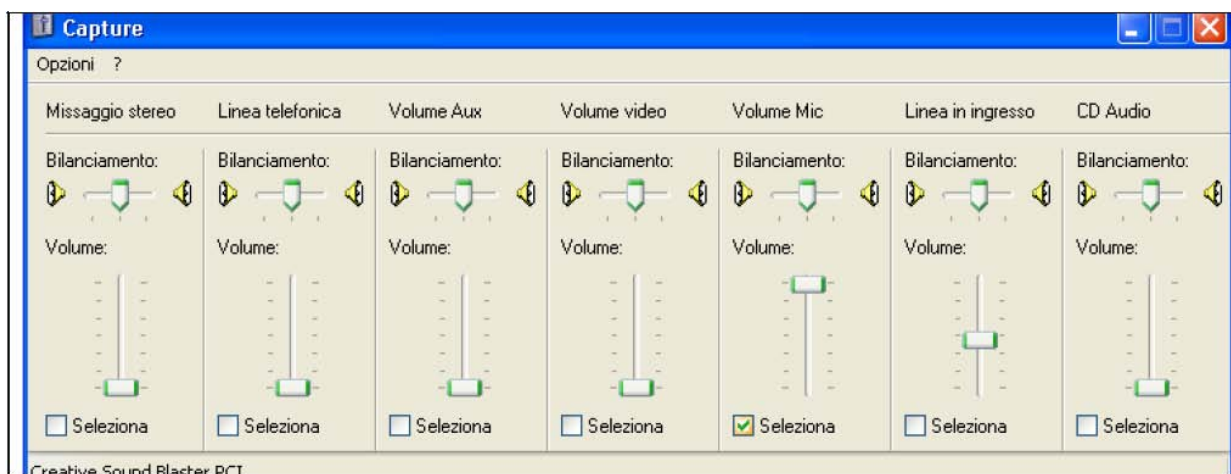 Capture
Opzioni ?
Missaggio stereo Linea telefonica Volume Aux Volume video Volume Mic Linea in ingresso CD Audio
Bilanciamento: Bilanciamento: Bilanciamento: Bilanciamento: Bilanciamento: Bilanciamento: Bilanciamento:
Volume: Volume: Volume: Volume: Volume: Volume: Volume:
Seleziona Seleziona Seleziona Seleziona Seleziona Seleziona Seleziona
Creative Sound Blaster PCI